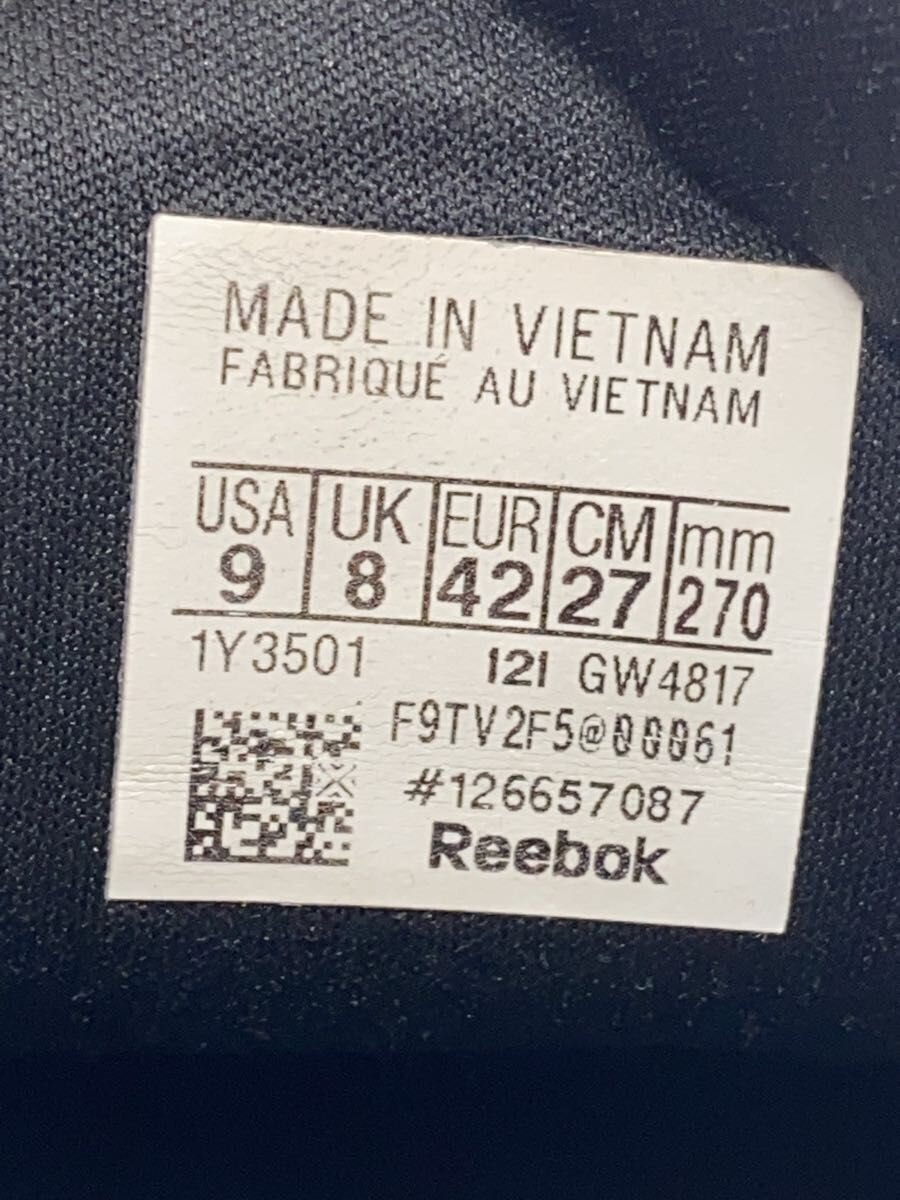 MADE IN VIETNAM
FABRIQUÉ AU VIETNAM
USA UK EUR CM mm
9 8 42 27 270
1Y3501 121 GW4817
F9TV2F5@00061
#126657087
Reebok